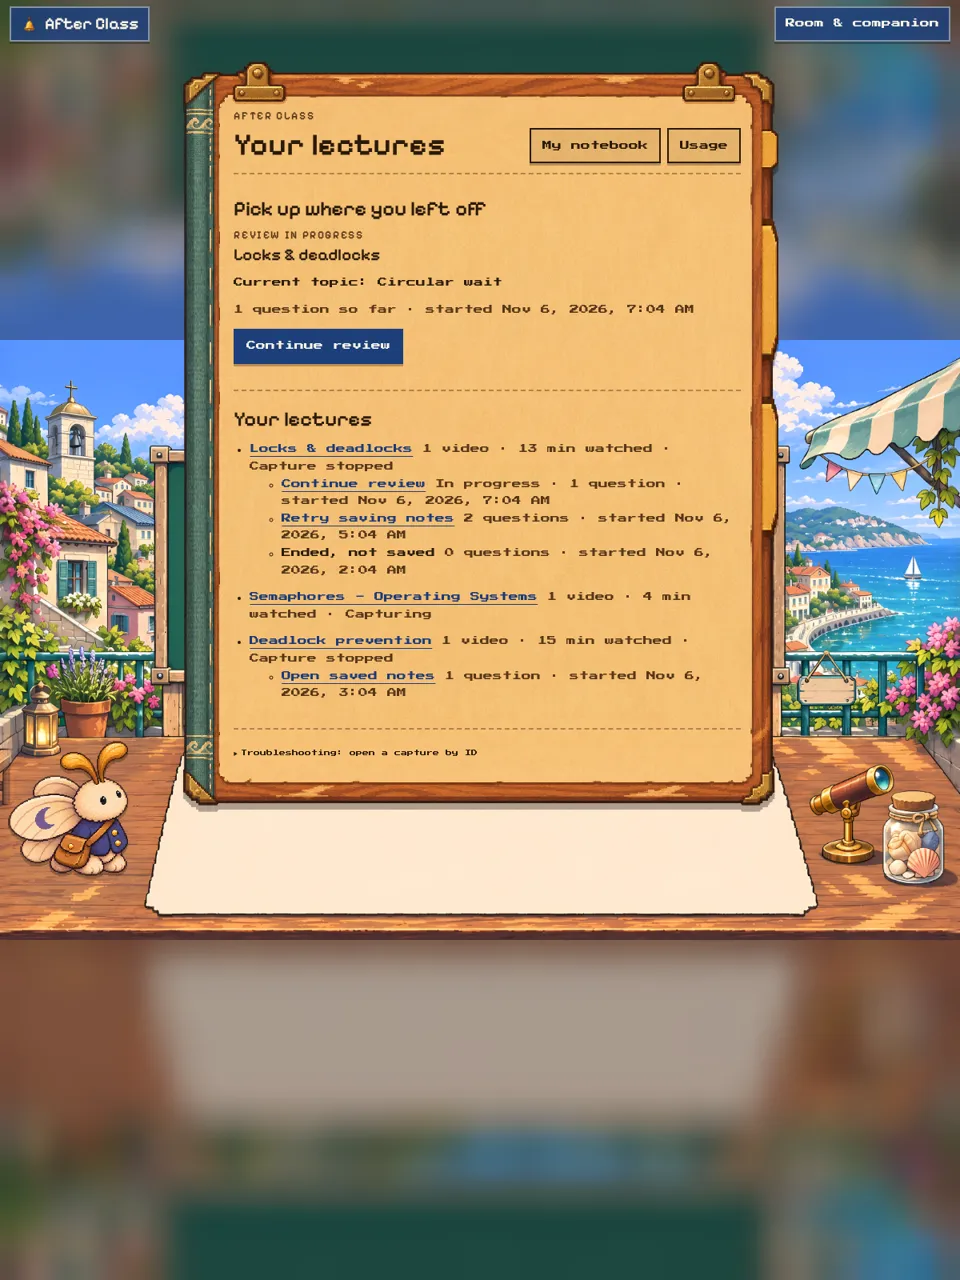 After Class
Room & companion
AFTER CLASS
Your lectures
My notebook
Usage
Pick up where you left off
REVIEW IN PROGRESS
Locks & deadlocks
Current topic: Circular wait
1 question so far · started Nov 6, 2026, 7:04 AM
Continue review
Your lectures
• Locks & deadlocks 1 video · 13 min watched ·
Capture stopped
◦ Continue review In progress · 1 question ·
started Nov 6, 2026, 7:04 AM
◦ Retry saving notes 2 questions · started Nov 6,
2026, 5:04 AM
◦ Ended, not saved 0 questions · started Nov 6,
2026, 2:04 AM
• Semaphores – Operating Systems 1 video · 4 min
watched · Capturing
• Deadlock prevention 1 video · 15 min watched ·
Capture stopped
◦ Open saved notes 1 question · started Nov 6,
2026, 3:04 AM
▸ Troubleshooting: open a capture by ID